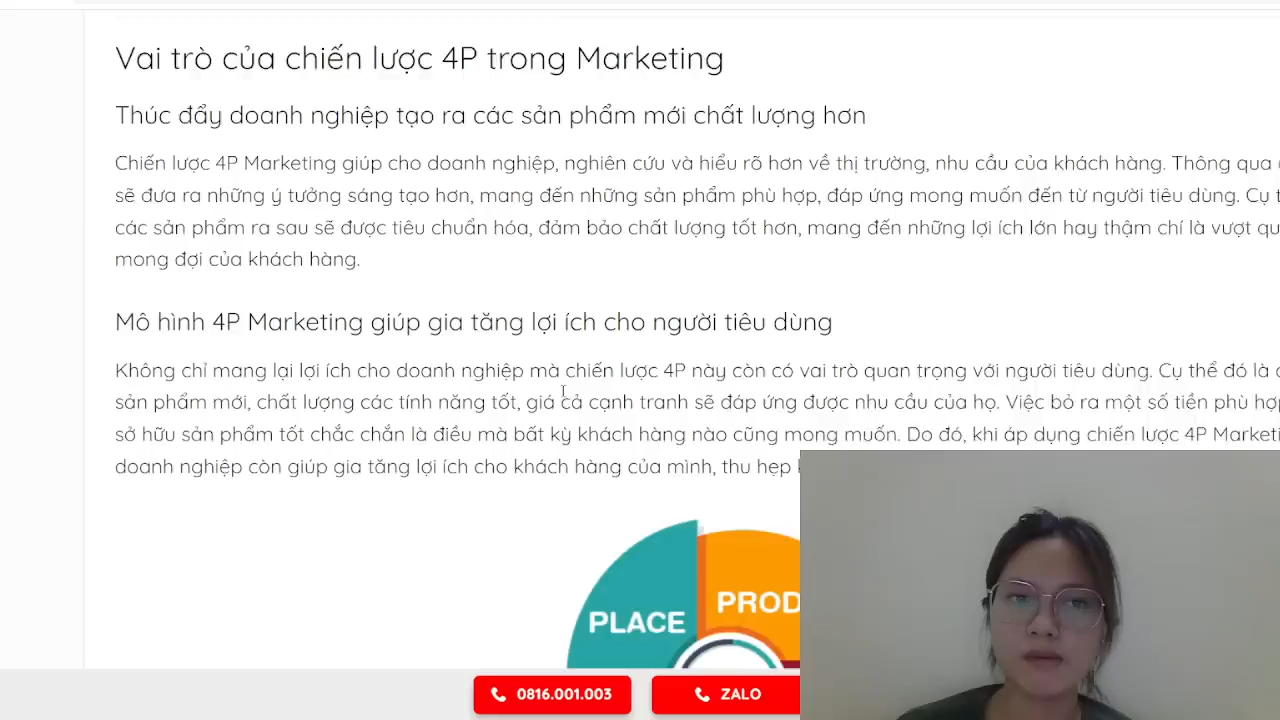 Vai trò của chiến lược 4P trong Marketing
Thúc đẩy doanh nghiệp tạo ra các sản phẩm mới chất lượng hơn
Chiến lược 4P Marketing giúp cho doanh nghiệp, nghiên cứu và hiểu rõ hơn về thị trường, nhu cầu của khách hàng. Thông qua
sẽ đưa ra những ý tưởng sáng tạo hơn, mang đến những sản phẩm phù hợp, đáp ứng mong muốn đến từ người tiêu dùng. Cụ
các sản phẩm ra sau sẽ được tiêu chuẩn hóa, đảm bảo chất lượng tốt hơn, mang đến những lợi ích lớn hay thậm chí là vượt
mong đợi của khách hàng.
Mô hình 4P Marketing giúp gia tăng lợi ích cho người tiêu dùng
Không chỉ mang lại lợi ích cho doanh nghiệp mà chiến lược 4P này còn có vai trò quan trọng với người tiêu dùng. Cụ thể đó là
sản phẩm mới, chất lượng các tính năng tốt, giá cả cạnh tranh sẽ đáp ứng được nhu cầu của họ. Việc bỏ ra một số tiền phù hợp
sở hữu sản phẩm tốt chắc chắn là điều mà bất kỳ khách hàng nào cũng mong muốn. Do đó, khi áp dụng chiến lược 4P
doanh nghiệp còn giúp gia tăng lợi ích cho khách hàng của mình, thu hẹp
PLACE
PROD
0816.001.003
ZALO